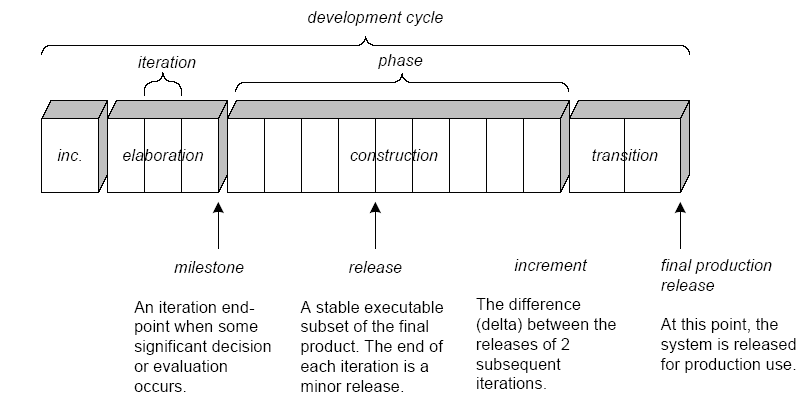 development cycle
iteration
phase
inc.
elaboration
construction
transition
milestone
An iteration end-
point when some
significant decision
or evaluation
occurs.
release
A stable executable
subset of the final
product. The end of
each iteration is a
minor release.
increment
The difference
(delta) between the
releases of 2
subsequent
iterations.
final production
release
At this point, the
system is released
for production use.